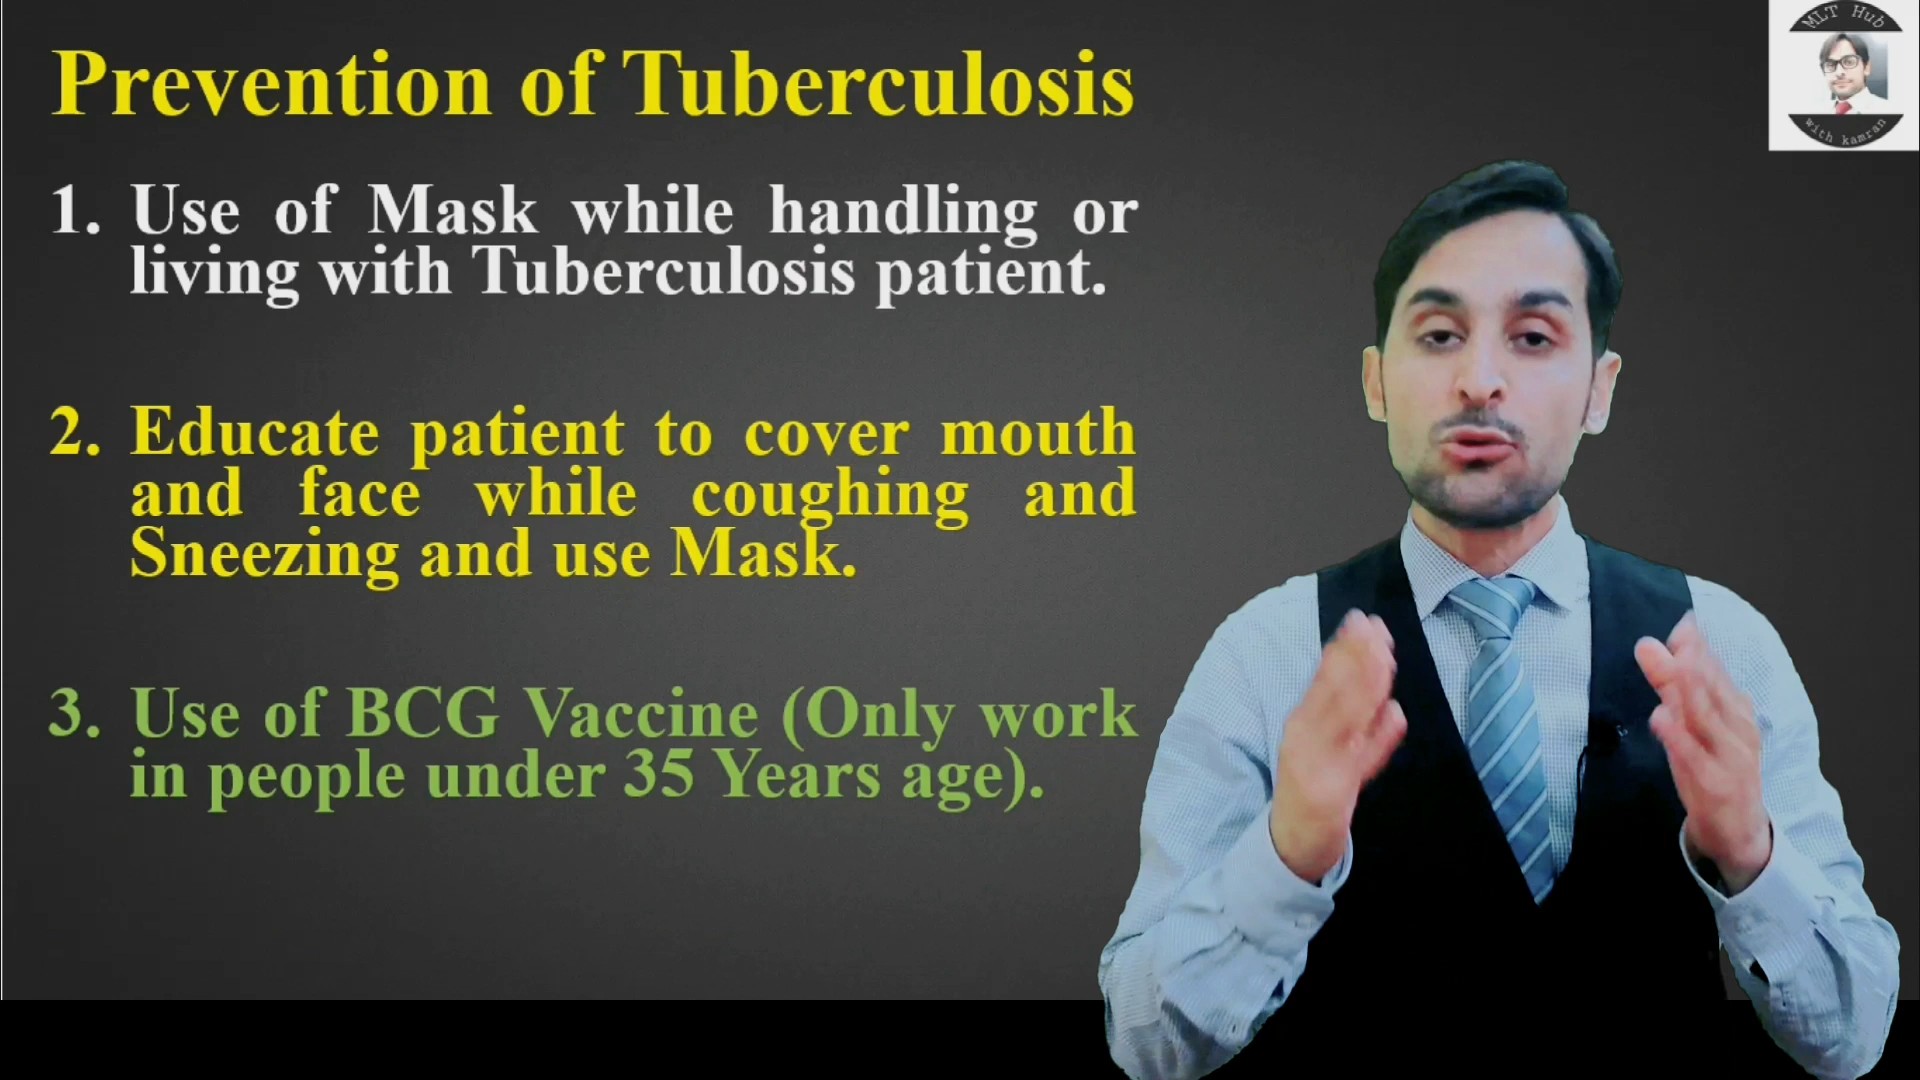 Prevention of Tuberculosis
1. Use of Mask while handling or
living with Tuberculosis patient.
2. Educate patient to cover mouth
and face while coughing and
Sneezing and use Mask.
3. Use of BCG Vaccine (Only work
in people under 35 Years age).
MLT Hub
with kamran